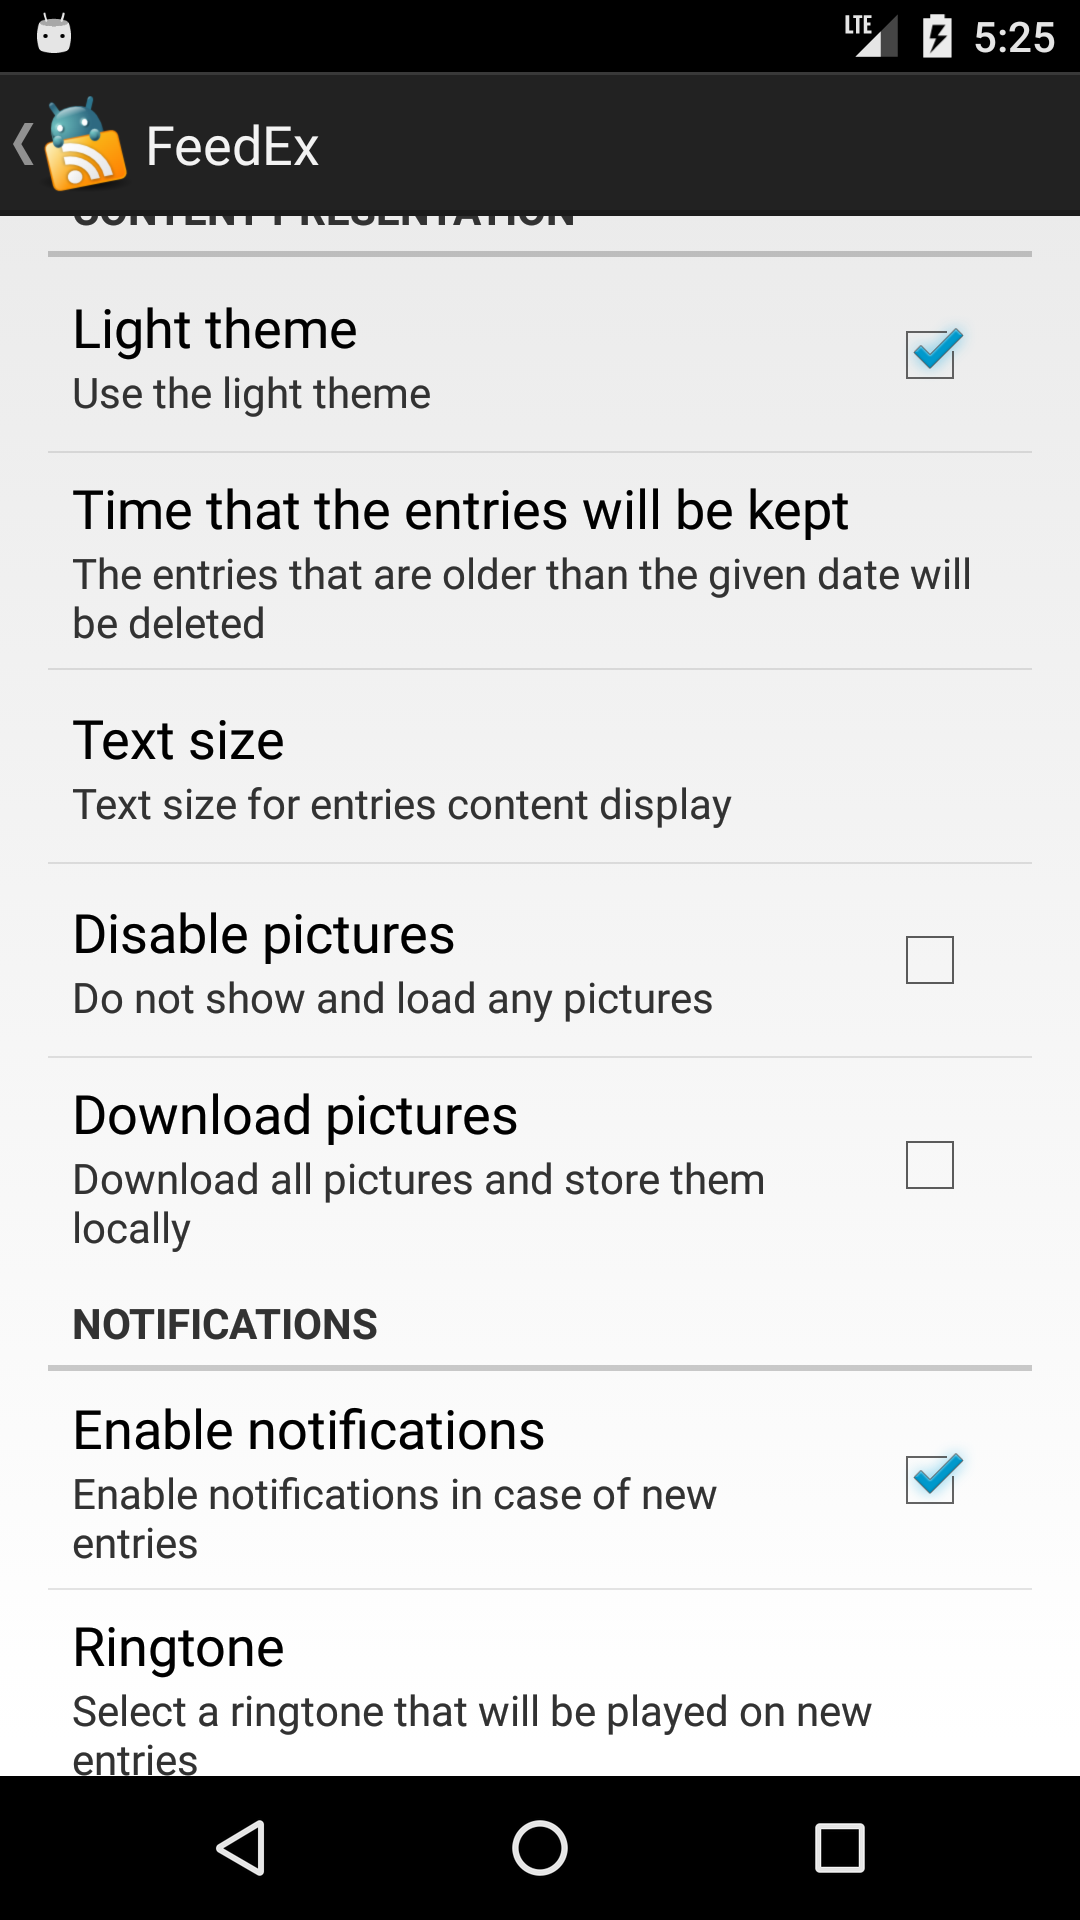 LTE 5:25
FeedEx
CONTENT PRESENTATION
Light theme
Use the light theme
Time that the entries will be kept
The entries that are older than the given date will
be deleted
Text size
Text size for entries content display
Disable pictures
Do not show and load any pictures
Download pictures
Download all pictures and store them
locally
NOTIFICATIONS
Enable notifications
Enable notifications in case of new
entries
Ringtone
Select a ringtone that will be played on new
entries